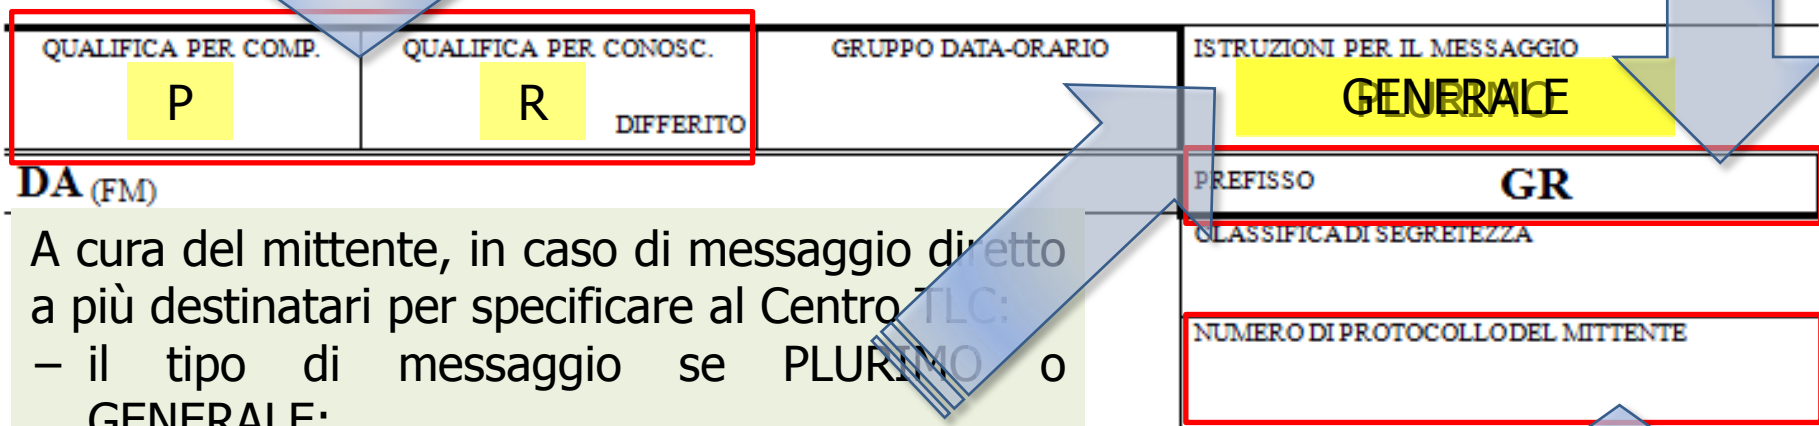 QUALIFICA PER COMP. QUALIFICA PER CONOSC. GRUPPO DATA-ORARIO ISTRUZIONI PER IL MESSAGGIO
P R GENERALE
PLURIMO
DIFFERITO
DA (FM) PREFISSO GR
CLASSIFICA DI SEGRETEZZA
A cura del mittente, in caso di messaggio diretto
a più destinatari per specificare al Centro TLC:
NUMERO DI PROTOCOLLO DEL MITTENTE
– il tipo di messaggio se PLURIMO o
GENERALE;